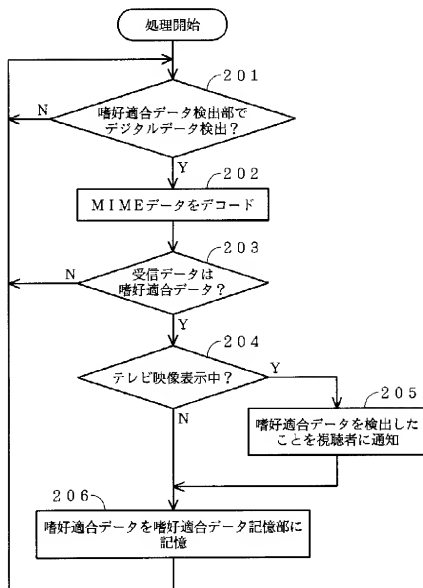 処理開始
201
嗜好適合データ検出部で
デジタルデータ検出?
N
Y
202
MIMEデータをデコード
203
受信データは
嗜好適合データ?
N
Y
204
テレビ映像表示中?
Y
N
205
嗜好適合データを検出した
ことを視聴者に通知
206
嗜好適合データを嗜好適合データ記憶部に
記憶